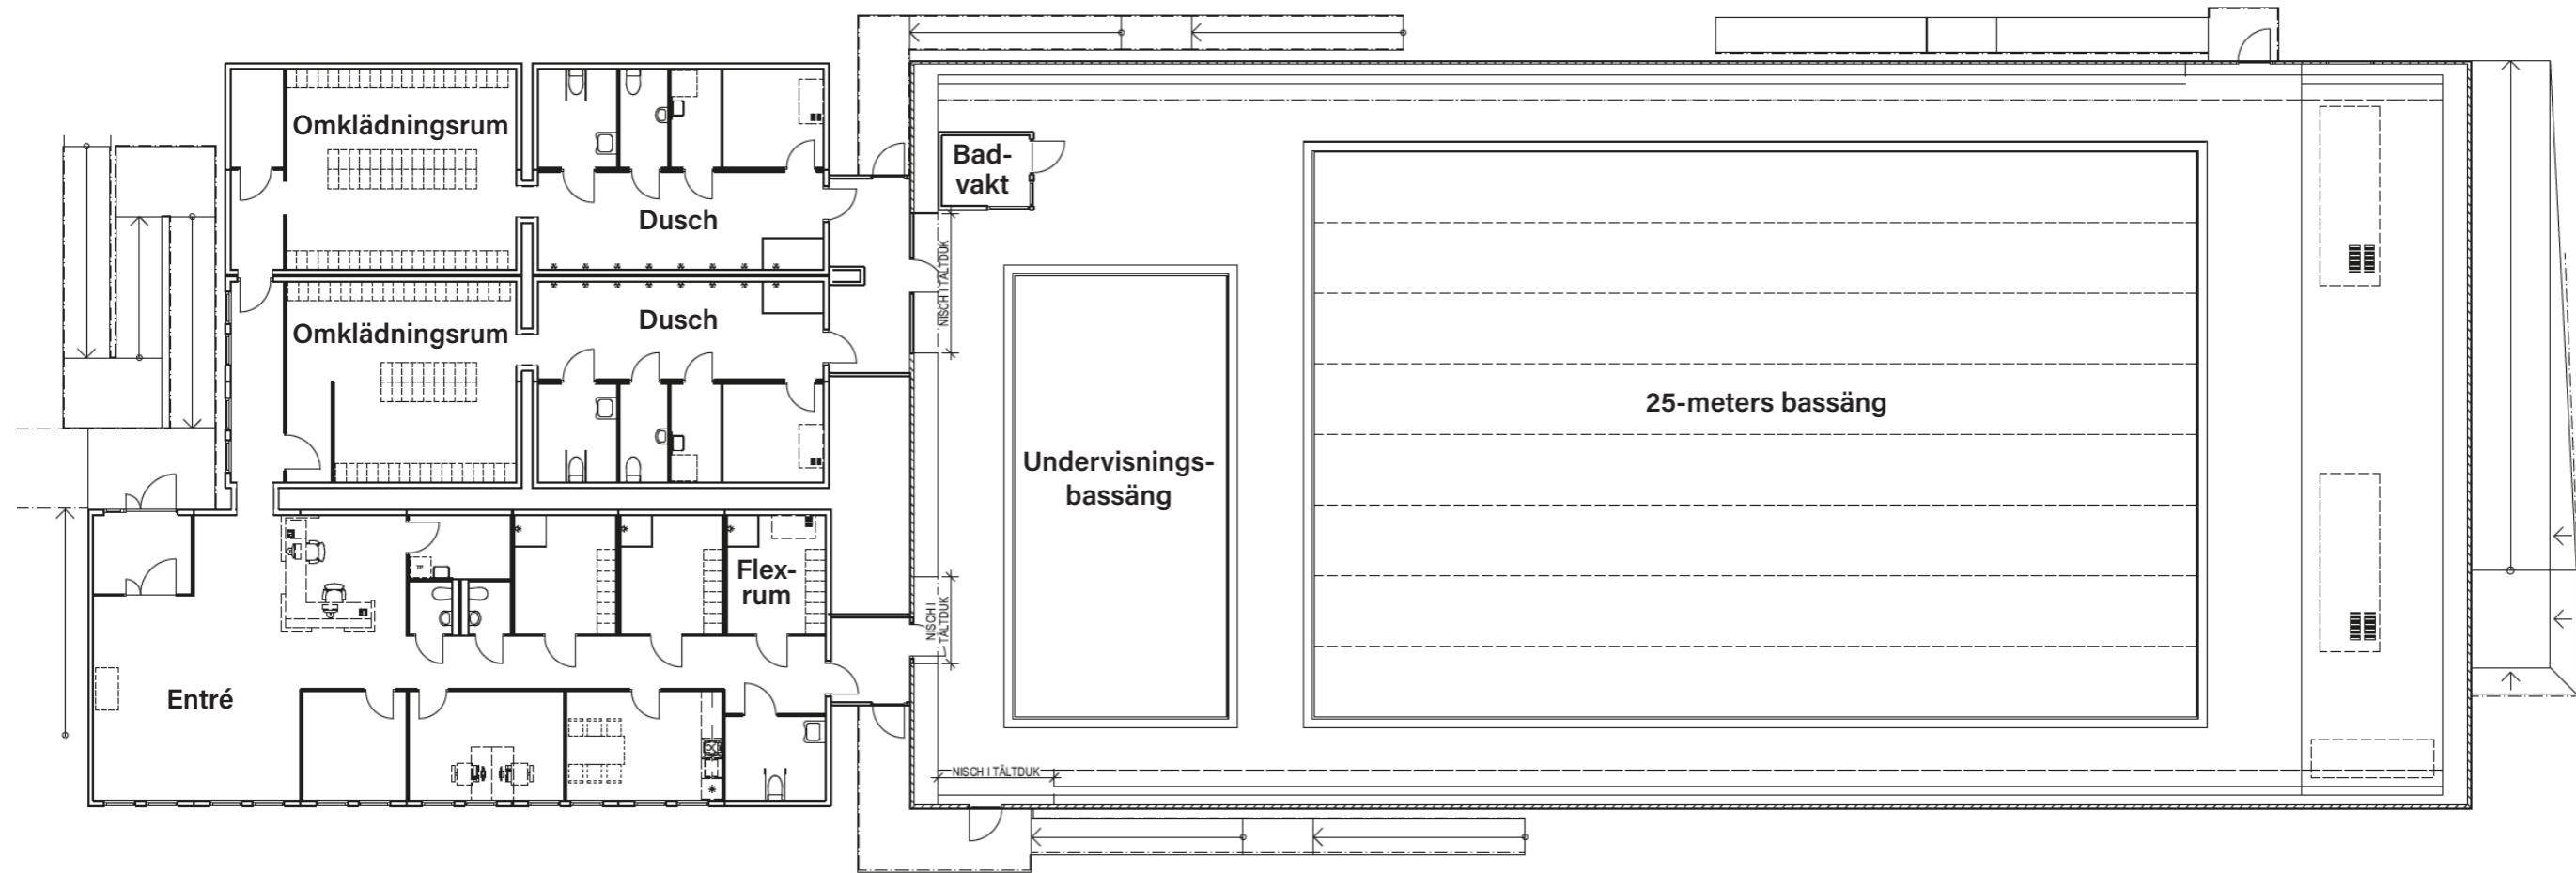 Omklädningsrum
Bad-
vakt
Dusch
NISCH I TÄLTDUK
Omklädningsrum
Dusch
25-meters bassäng
Undervisnings-
bassäng
Flex-
rum
TP
NISCH I
TÄLTDUK
Entré
NISCH I TÄLTDUK